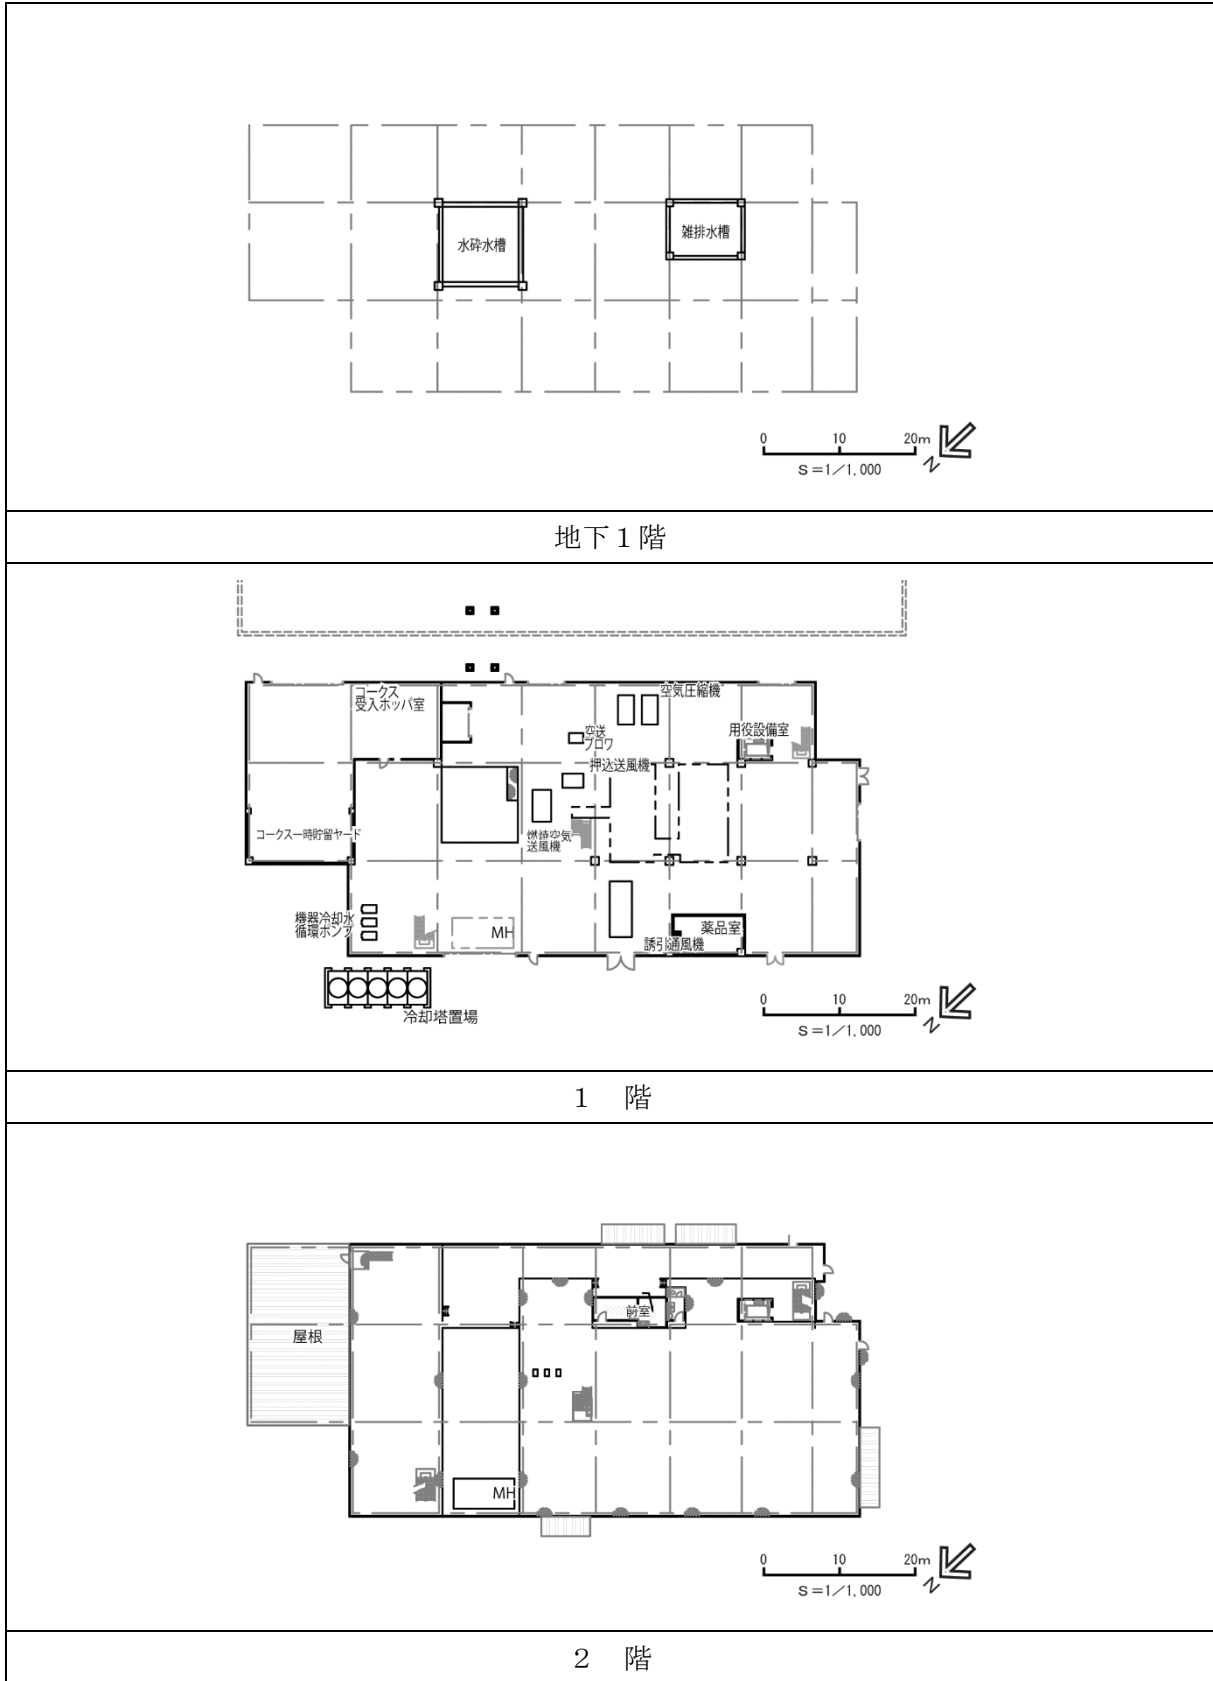 水砕水槽
雑排水槽
0 10 20m
S=1/1,000
N
地下1階
コークス
受入ホッパ室
空気圧縮機
空送
ブロワ
用役設備室
押込送風機
コークス一時貯留ヤード
燃焼空気
送風機
機器冷却水
循環ポンプ
MH
薬品室
誘引通風機
冷却塔置場
0 10 20m
S=1/1,000
N
1 階
前室
屋根
MH
0 10 20m
S=1/1,000
N
2 階